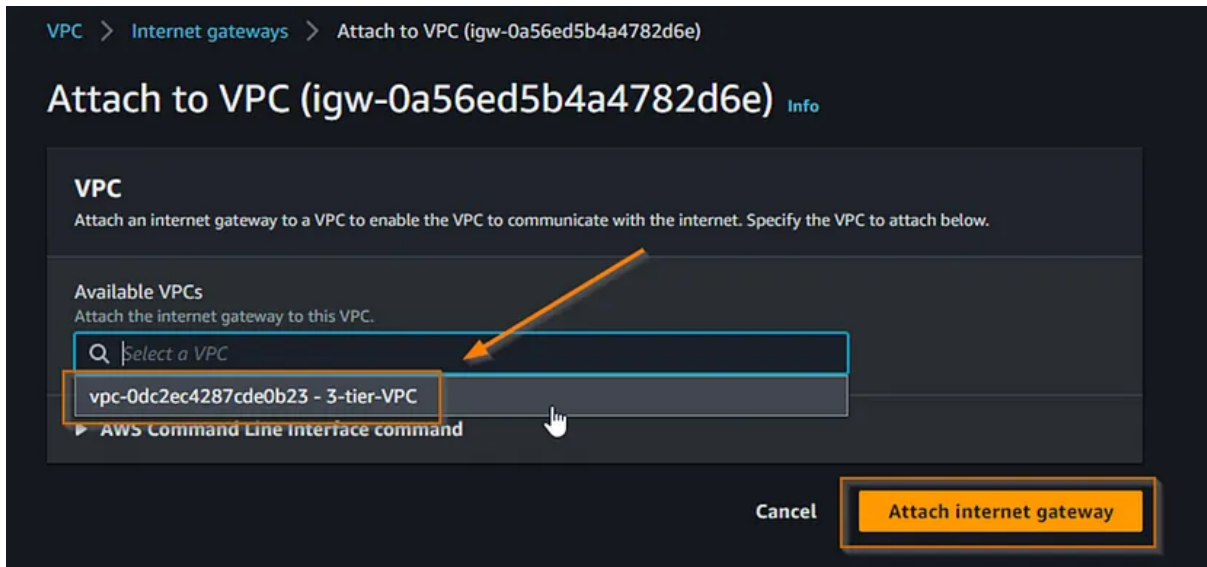 VPC > Internet gateways > Attach to VPC (igw-0a56ed5b4a4782d6e)
Attach to VPC (igw-0a56ed5b4a4782d6e) Info
VPC
Attach an internet gateway to a VPC to enable the VPC to communicate with the internet. Specify the VPC to attach below.
Available VPCs
Attach the internet gateway to this VPC.
Select a VPC
vpc-0dc2ec4287cde0b23 - 3-tier-VPC
AWS Command Line Interface command
Cancel Attach internet gateway